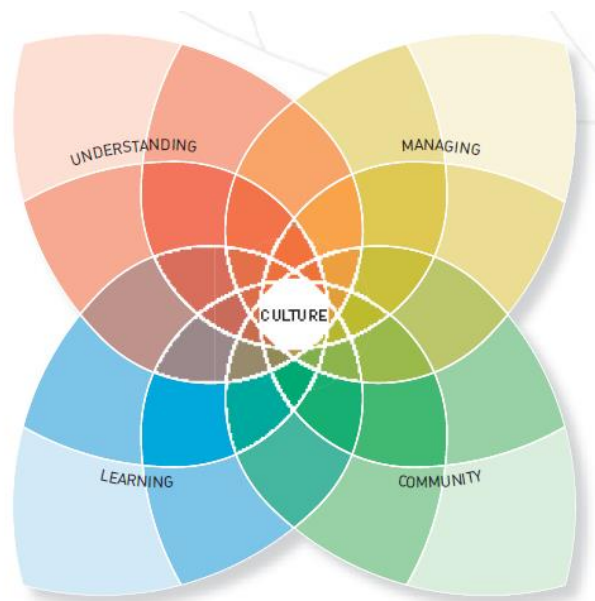 UNDERSTANDING
MANAGING
CULTURE
LEARNING
COMMUNITY